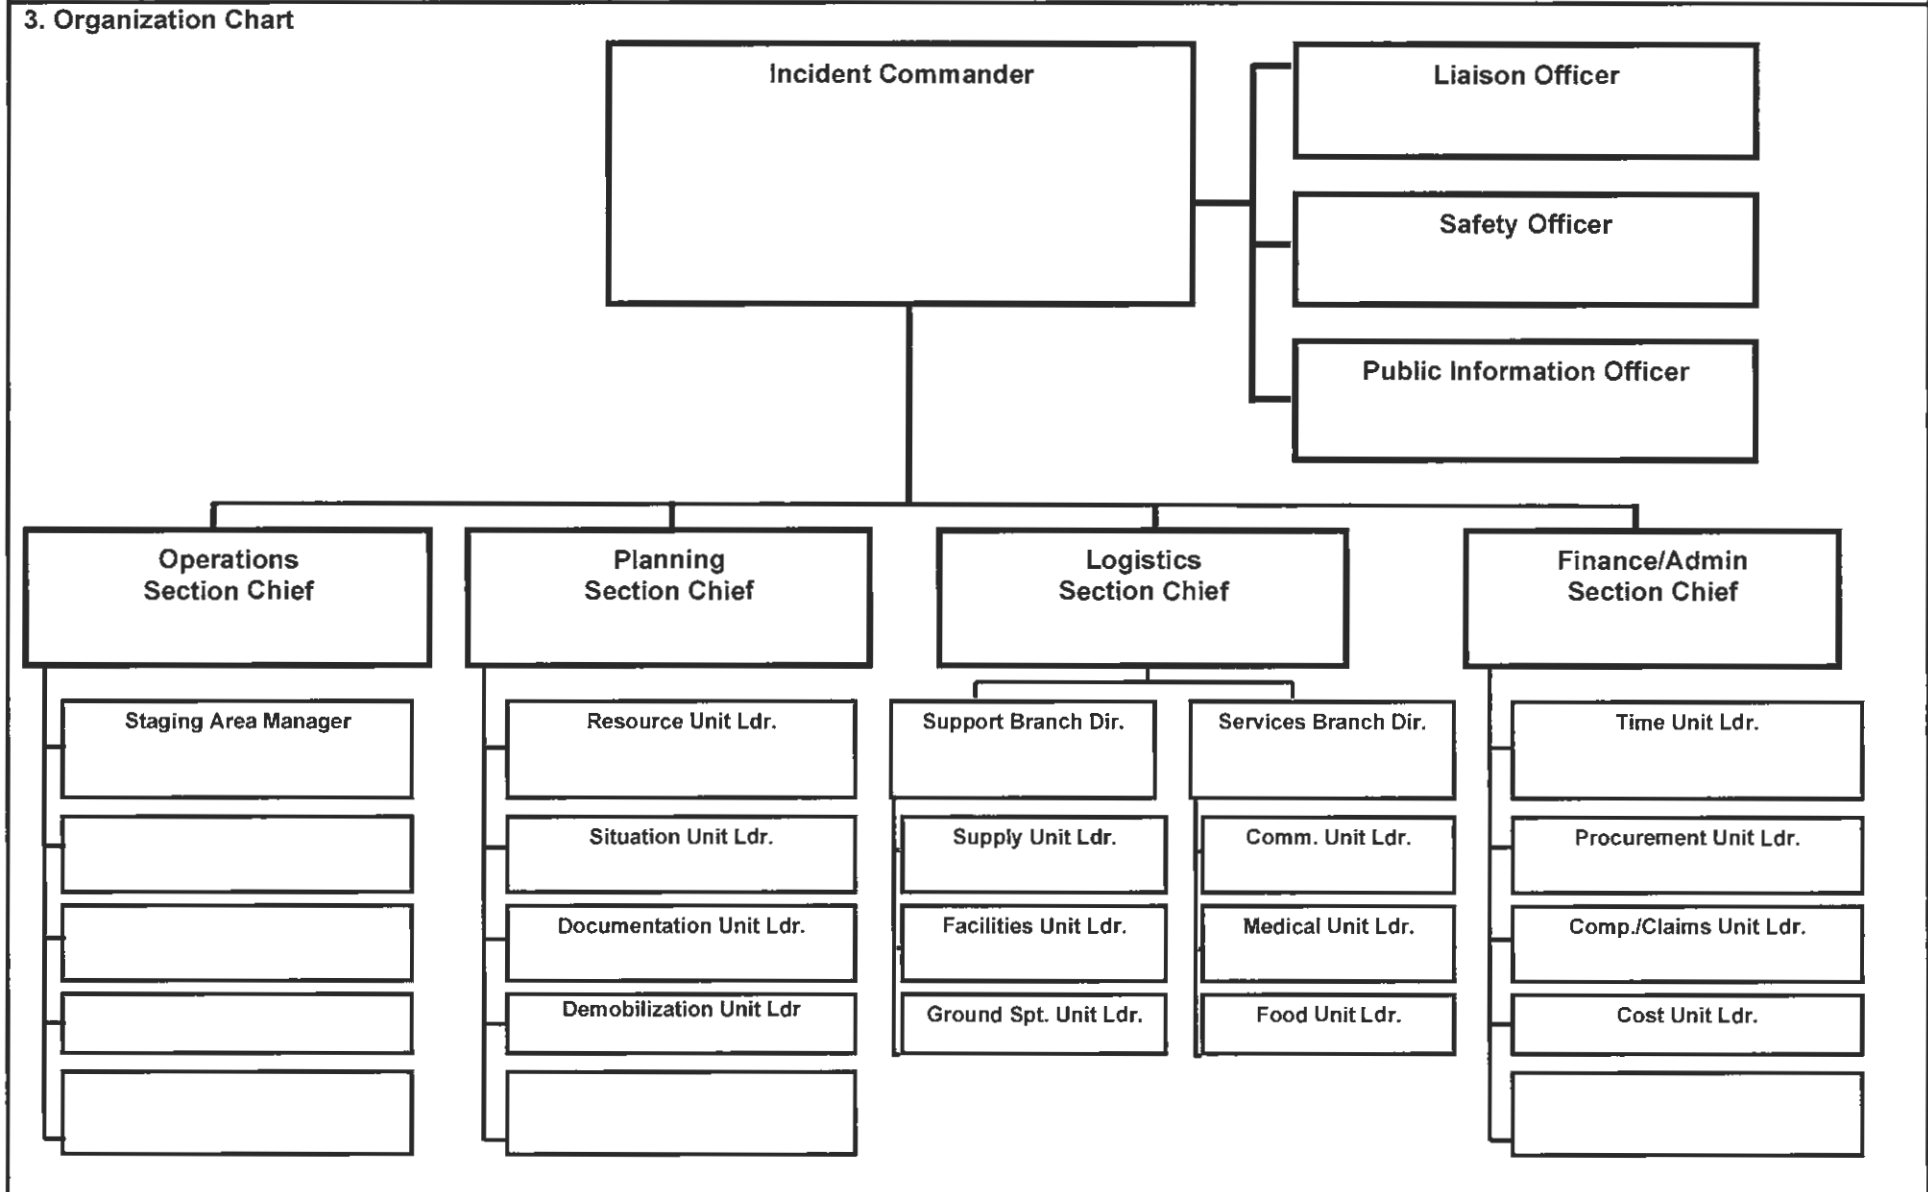 3. Organization Chart
Incident Commander
Liaison Officer
Safety Officer
Public Information Officer
Operations
Section Chief
Planning
Section Chief
Logistics
Section Chief
Finance/Admin
Section Chief
Staging Area Manager
Resource Unit Ldr.
Situation Unit Ldr.
Documentation Unit Ldr.
Demobilization Unit Ldr
Support Branch Dir.
Supply Unit Ldr.
Facilities Unit Ldr.
Ground Spt. Unit Ldr.
Services Branch Dir.
Comm. Unit Ldr.
Medical Unit Ldr.
Food Unit Ldr.
Time Unit Ldr.
Procurement Unit Ldr.
Comp./Claims Unit Ldr.
Cost Unit Ldr.